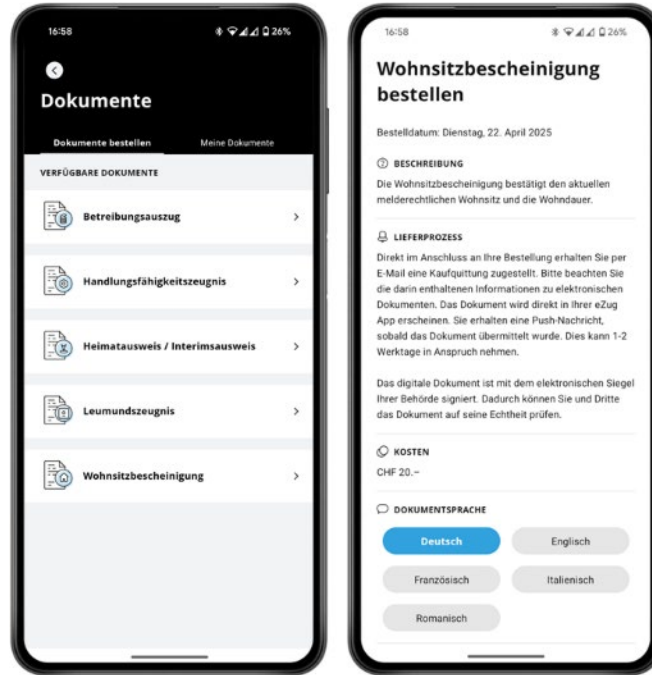 16:58
26%
Dokumente
Dokumente bestellen
Meine Dokumente
VERFÜGBARE DOKUMENTE
Betreibungsauszug
Handlungsfähigkeitszeugnis
Heimatausweis / Interimsausweis
Leumundszeugnis
Wohnsitzbescheinigung
16:58
26%
Wohnsitzbescheinigung
bestellen
Bestelldatum: Dienstag, 22. April 2025
BESCHREIBUNG
Die Wohnsitzbescheinigung bestätigt den aktuellen
melderechtlichen Wohnsitz und die Wohndauer.
LIEFERPROZESS
Direkt im Anschluss an Ihre Bestellung erhalten Sie per
E-Mail eine Kaufquittung zugestellt. Bitte beachten Sie
die darin enthaltenen Informationen zu elektronischen
Dokumenten. Das Dokument wird direkt in Ihrer eZug
App erscheinen. Sie erhalten eine Push-Nachricht,
sobald das Dokument übermittelt wurde. Dies kann 1-2
Werktage in Anspruch nehmen.
Das digitale Dokument ist mit dem elektronischen Siegel
Ihrer Behörde signiert. Dadurch können Sie und Dritte
das Dokument auf seine Echtheit prüfen.
KOSTEN
CHF 20.–
DOKUMENTSPRACHE
Deutsch
Englisch
Französisch
Italienisch
Romanisch